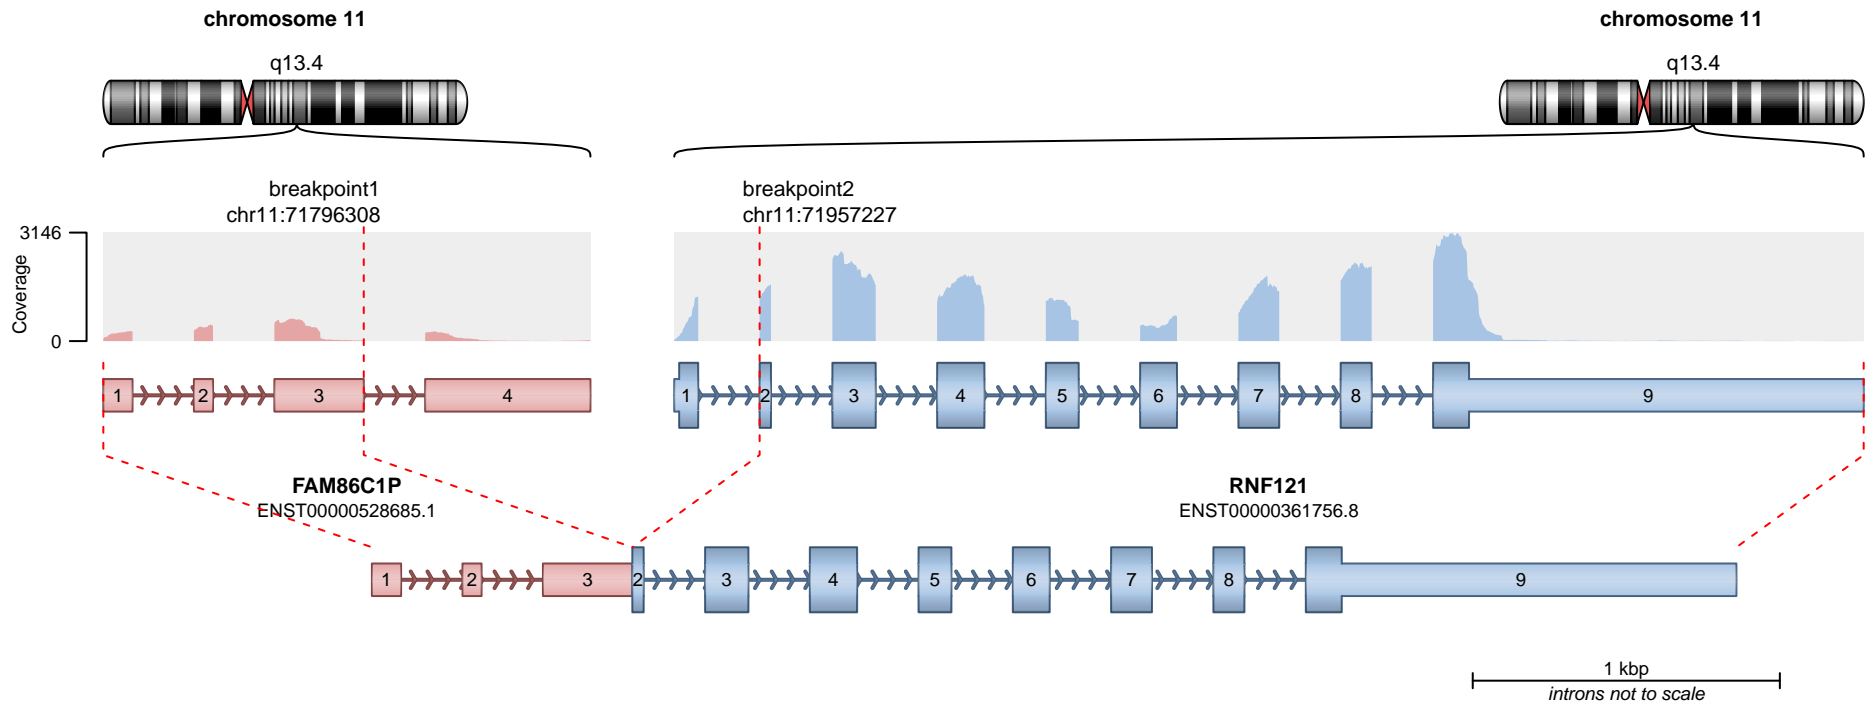 chromosome 11
chromosome 11
q13.4
q13.4
breakpoint1
chr11:71796308
breakpoint2
chr11:71957227
3146
Coverage
0
1 2 3 4
1 2 3 4 5 6 7 8 9
FAM86C1P
ENST00000528685.1
RNF121
ENST00000361756.8
1 2 3 2 3 4 5 6 7 8 9
1 kbp
introns not to scale